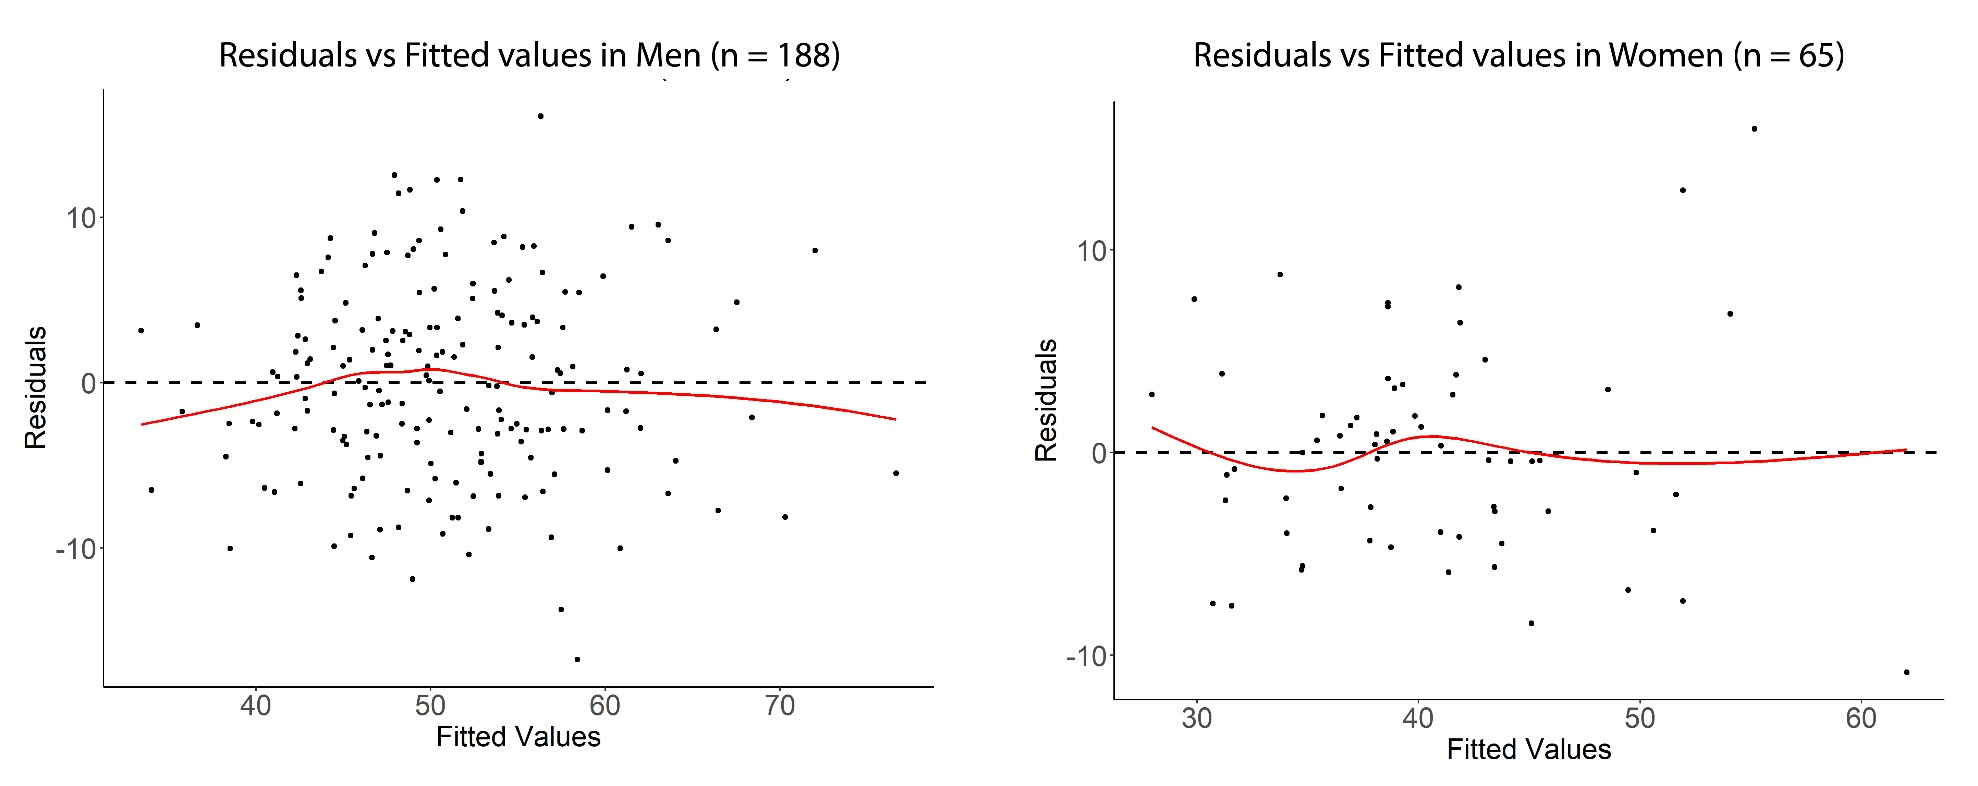 Residuals vs Fitted values in Men (n = 188)
10
0
-10
Residuals
40 50 60 70
Fitted Values
Residuals vs Fitted values in Women (n = 65)
10
0
-10
Residuals
30 40 50 60
Fitted Values